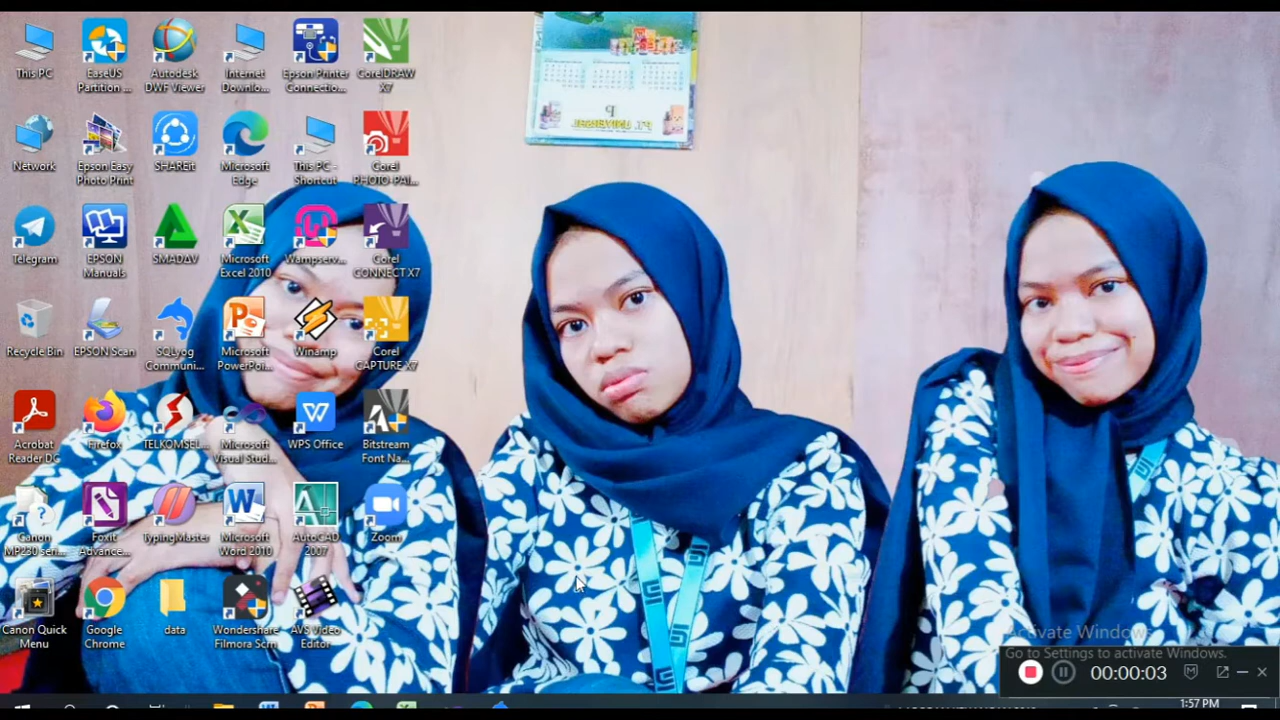 This PC
EaseUS
Partition ...
Autodesk
DWF Viewer
Internet
Downlo...
Epson Printer
Connectio...
CorelDRAW
X7
Network
Epson Easy
Photo Print
SHAREit
Microsoft
Edge
This PC -
Shortcut
Corel
PHOTO-PAI...
Telegram
EPSON
Manuals
SMADAV
Microsoft
Excel 2010
Wampserv...
Corel
CONNECT X7
Recycle Bin
EPSON Scan
SQLyog
Communi...
Microsoft
PowerPoi...
Winamp
Corel
CAPTURE X7
Acrobat
Reader DC
Firefox
TELKOMSEL...
Microsoft
Visual Stud...
WPS Office
Bitstream
Font Na...
Canon
MP230 seri...
Foxit
Advance...
TypingMaster
Microsoft
Word 2010
AutoCAD
2007
Zoom
Canon Quick
Menu
Google
Chrome
data
Wondershare
Filmora Scrn
AVS Video
Editor
Activate Windows
Go to Settings to activate Windows.
00:00:03
1:57 PM